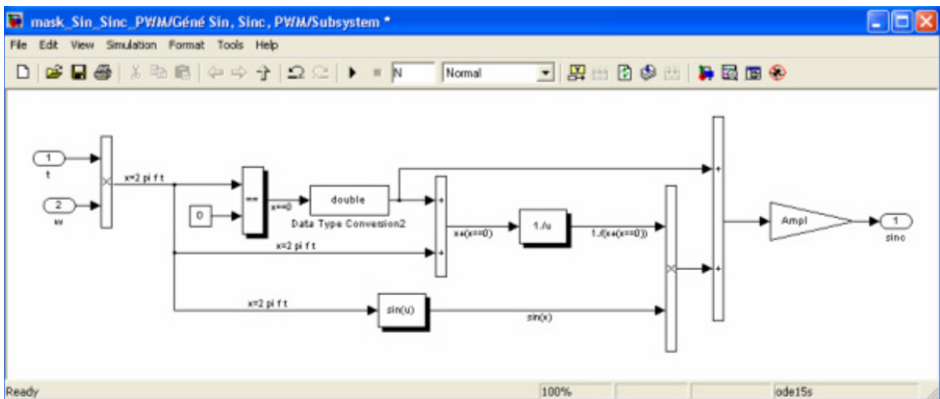 mask_Sin_Sinc_PWM/Géné Sin, Sinc, PWM/Subsystem *
File Edit View Simulation Format Tools Help
N Normal
1
t
2
w
x
x=2 pi f t
0
==
x==0
double
Data Type Conversion2
x=2 pi f t
+
+
x+(x==0)
1./u
1./(x+(x==0))
x=2 pi f t
sin(u)
sin(x)
x
+
+
Ampl
1
sinc
Ready 100% ode15s